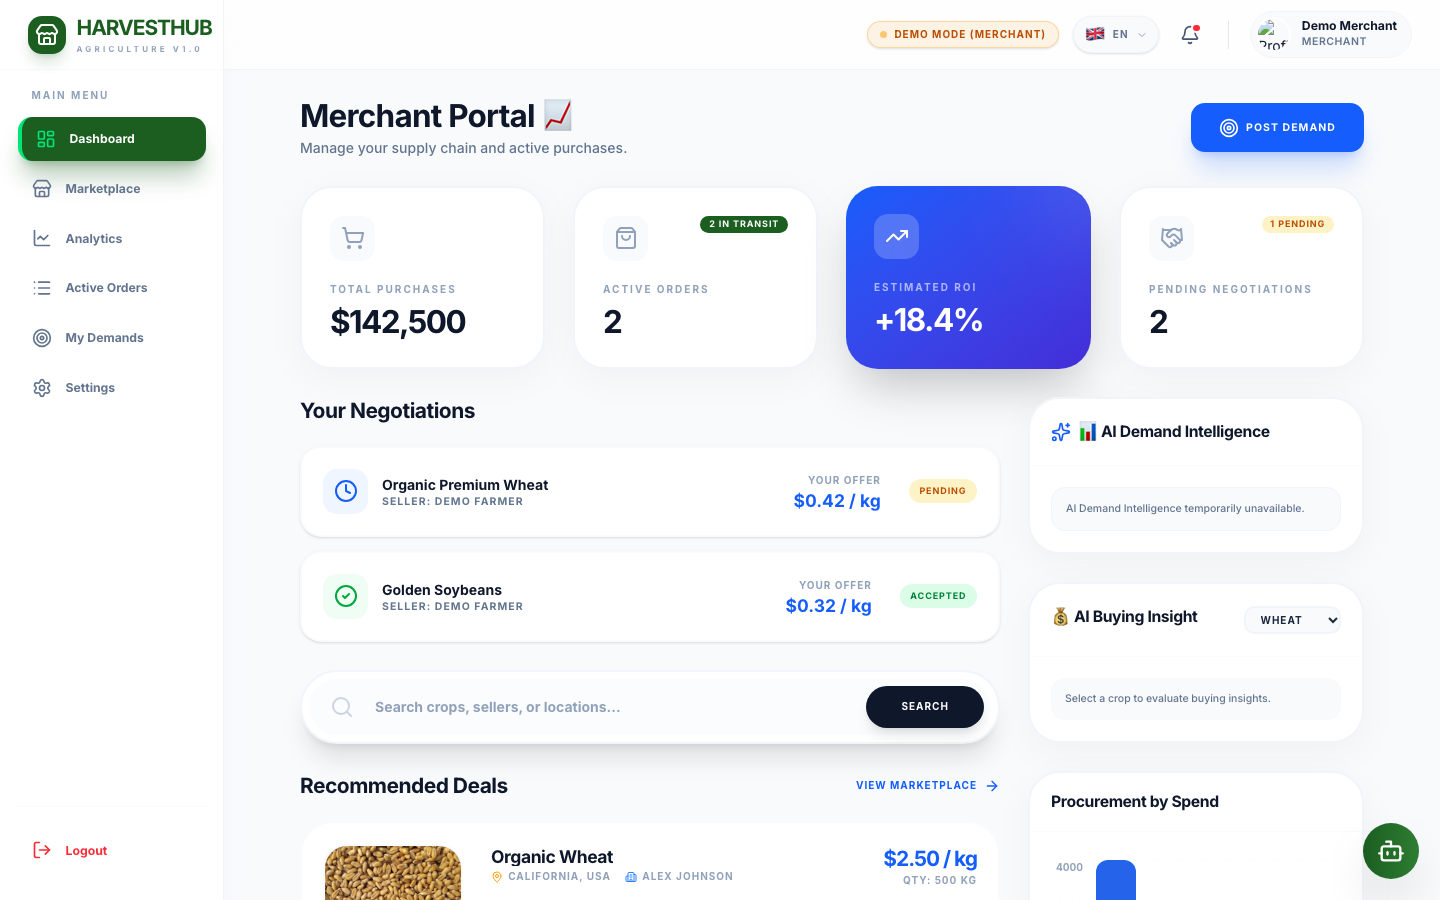 HARVESTHUB
AGRICULTURE V1.0
MAIN MENU
Dashboard
Marketplace
Analytics
Active Orders
My Demands
Settings
Logout
DEMO MODE (MERCHANT)
EN
Demo Merchant
MERCHANT
Merchant Portal
Manage your supply chain and active purchases.
POST DEMAND
TOTAL PURCHASES
$142,500
2 IN TRANSIT
ACTIVE ORDERS
2
ESTIMATED ROI
+18.4%
1 PENDING
PENDING NEGOTIATIONS
2
Your Negotiations
Organic Premium Wheat
SELLER: DEMO FARMER
YOUR OFFER
$0.42 / kg
PENDING
Golden Soybeans
SELLER: DEMO FARMER
YOUR OFFER
$0.32 / kg
ACCEPTED
Search crops, sellers, or locations...
SEARCH
Recommended Deals
VIEW MARKETPLACE
Organic Wheat
CALIFORNIA, USA
ALEX JOHNSON
$2.50 / kg
QTY: 500 KG
AI Demand Intelligence
AI Demand Intelligence temporarily unavailable.
AI Buying Insight
WHEAT
Select a crop to evaluate buying insights.
Procurement by Spend
4000